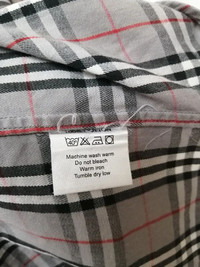 Machine wash warm
Do not bleach
Warm iron
Tumble dry low